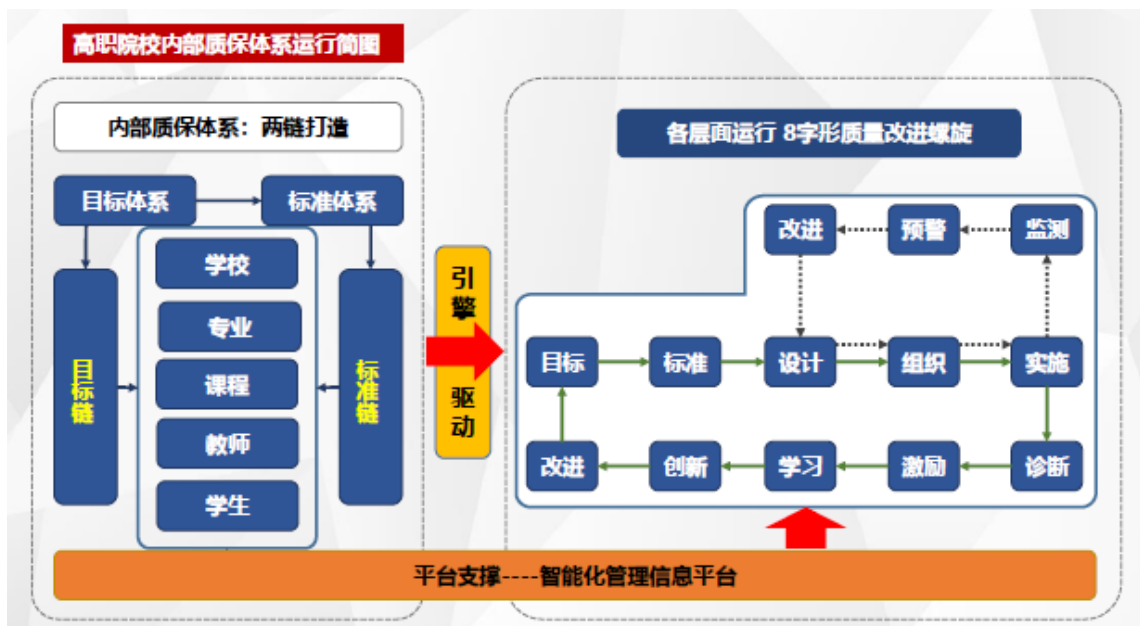 高职院校内部质保体系运行简图
内部质保体系：两链打造
目标体系
标准体系
目标链
学校
专业
课程
教师
学生
标准链
引擎
驱动
各层面运行 8字形质量改进螺旋
改进
预警
监测
目标
标准
设计
组织
实施
改进
创新
学习
激励
诊断
平台支撑----智能化管理信息平台